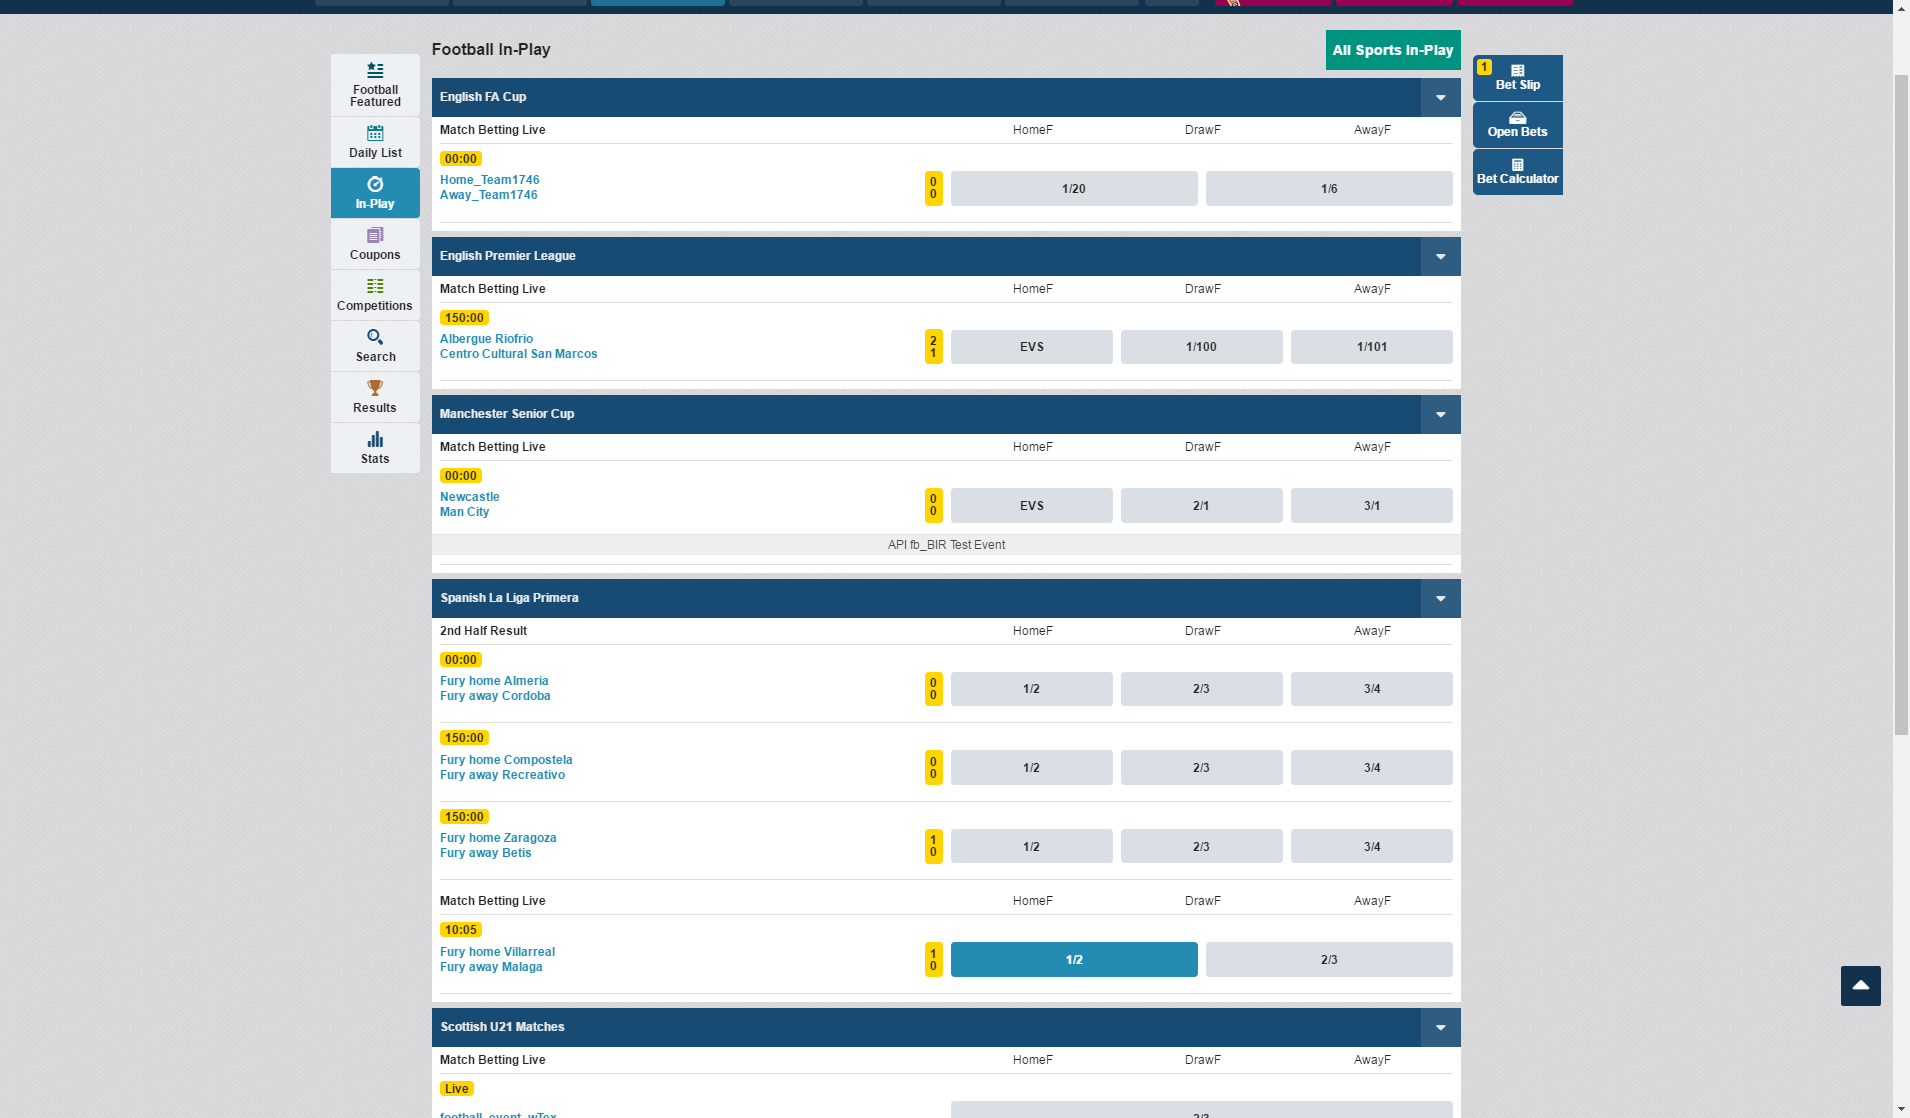 Football In-Play
All Sports In-Play
Football
Featured
Daily List
In-Play
Coupons
Competitions
Search
Results
Stats
English FA Cup
Match Betting Live HomeF DrawF AwayF
00:00
Home_Team1746
Away_Team1746
0
0
1/20 1/6
English Premier League
Match Betting Live HomeF DrawF AwayF
150:00
Albergue Riofrio
Centro Cultural San Marcos
2
1
EVS 1/100 1/101
Manchester Senior Cup
Match Betting Live HomeF DrawF AwayF
00:00
Newcastle
Man City
0
0
EVS 2/1 3/1
API fb_BIR Test Event
Spanish La Liga Primera
2nd Half Result HomeF DrawF AwayF
00:00
Fury home Almeria
Fury away Cordoba
0
0
1/2 2/3 3/4
150:00
Fury home Compostela
Fury away Recreativo
0
0
1/2 2/3 3/4
150:00
Fury home Zaragoza
Fury away Betis
1
0
1/2 2/3 3/4
Match Betting Live HomeF DrawF AwayF
10:05
Fury home Villarreal
Fury away Malaga
1
0
1/2 2/3
Scottish U21 Matches
Match Betting Live HomeF DrawF AwayF
Live
1
Bet Slip
Open Bets
Bet Calculator